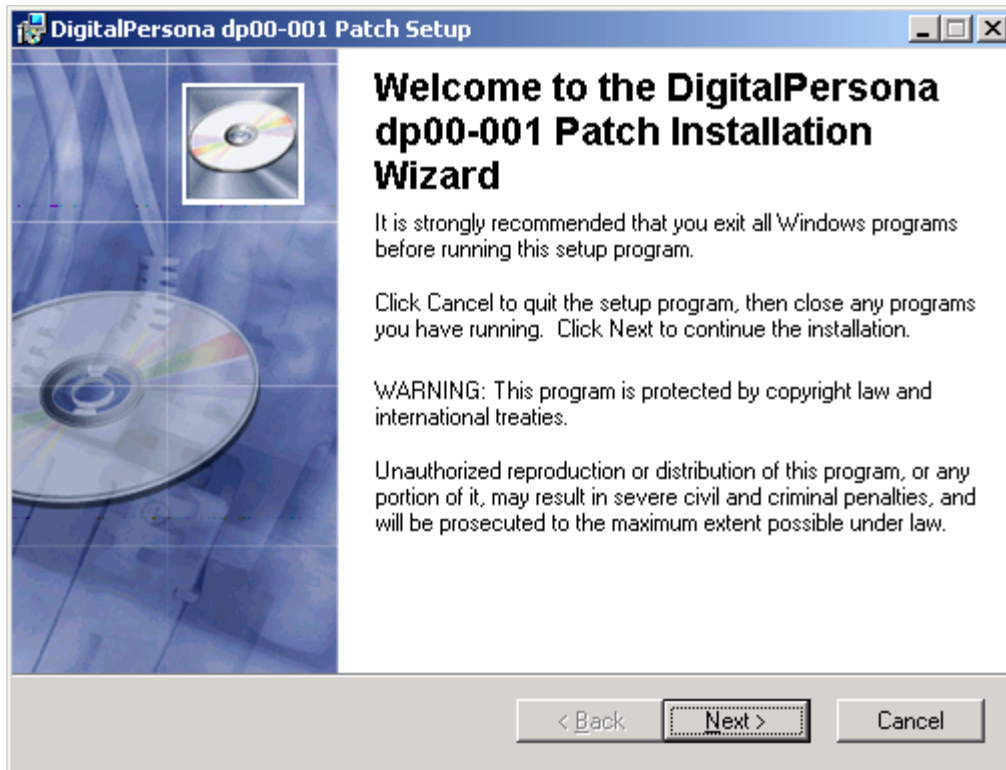 DigitalPersona dp00-001 Patch Setup
Welcome to the DigitalPersona
dp00-001 Patch Installation
Wizard
It is strongly recommended that you exit all Windows programs
before running this setup program.
Click Cancel to quit the setup program, then close any programs
you have running.  Click Next to continue the installation.
WARNING: This program is protected by copyright law and
international treaties.
Unauthorized reproduction or distribution of this program, or any
portion of it, may result in severe civil and criminal penalties, and
will be prosecuted to the maximum extent possible under law.
< Back Next > Cancel